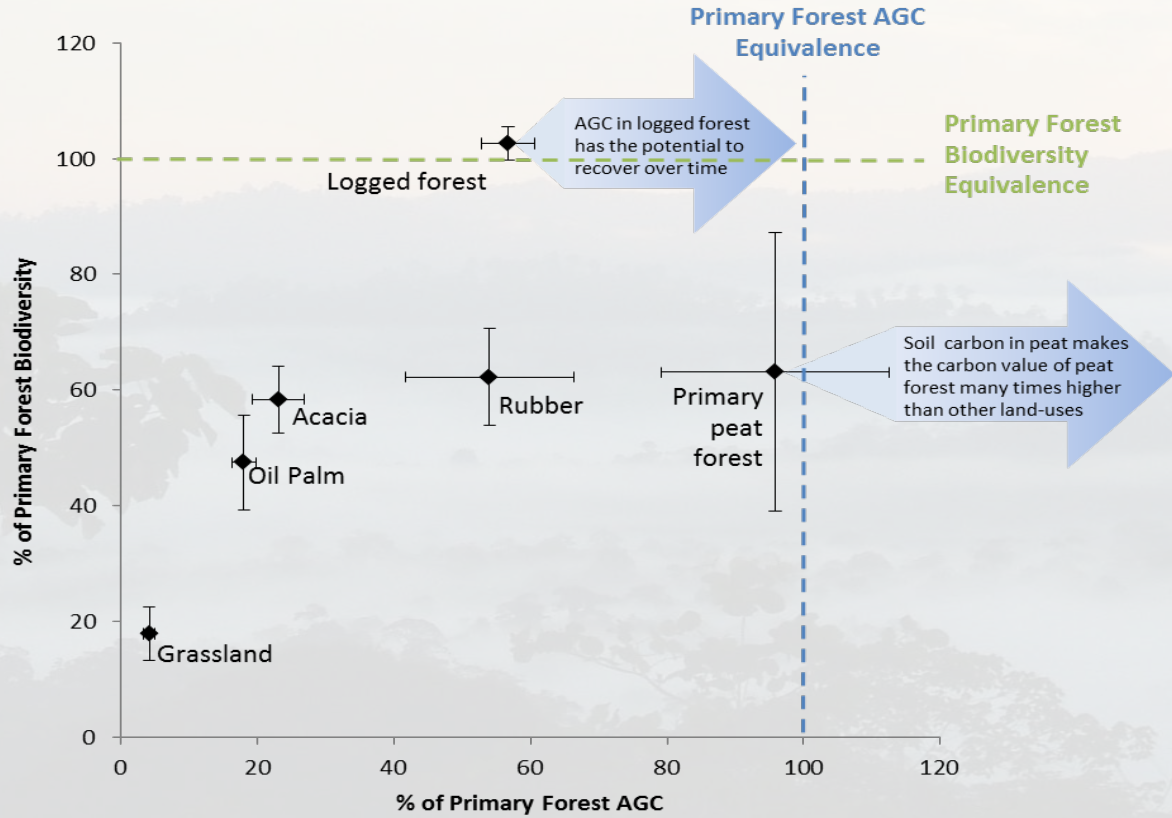 Primary Forest AGC
Equivalence
120
100
80
60
40
20
0
% of Primary Forest Biodiversity
AGC in logged forest
has the potential to
recover over time
Primary Forest
Biodiversity
Equivalence
Logged forest
Soil carbon in peat makes
the carbon value of peat
forest many times higher
than other land-uses
Rubber
Primary
peat
forest
Acacia
Oil Palm
Grassland
0 20 40 60 80 100 120
% of Primary Forest AGC